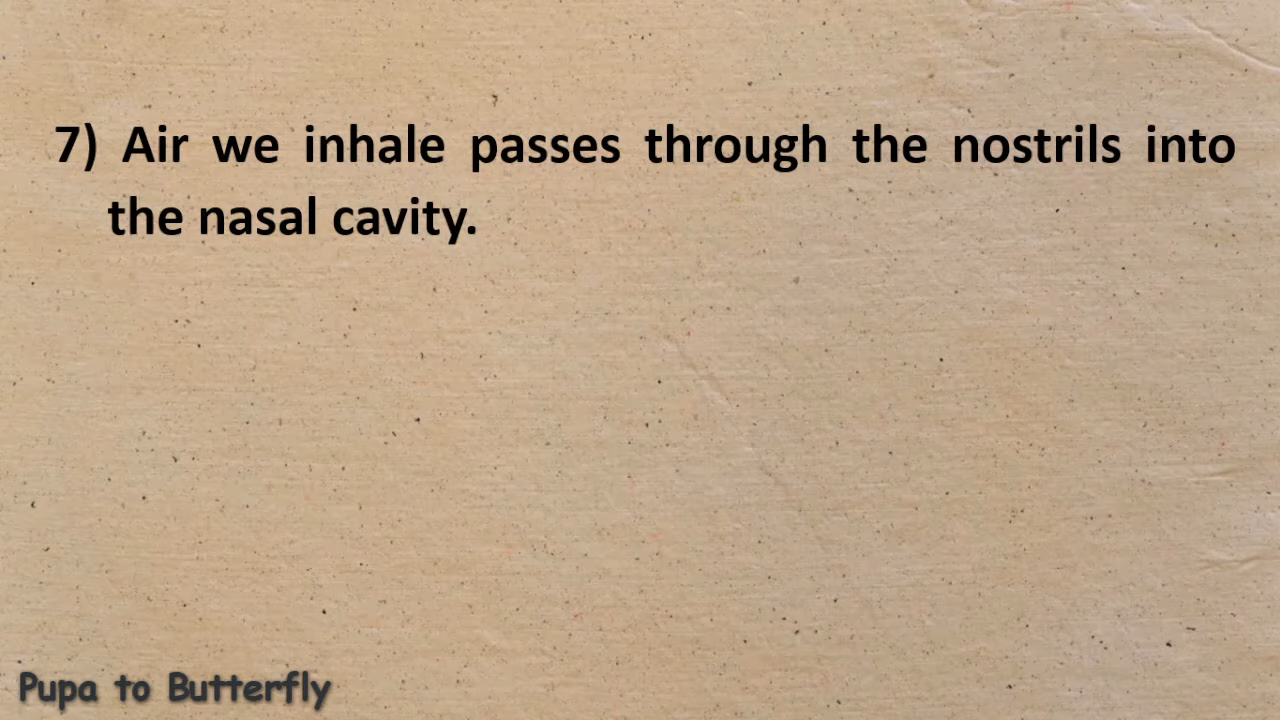 7) Air we inhale passes through the nostrils into
the nasal cavity.
Pupa to Butterfly